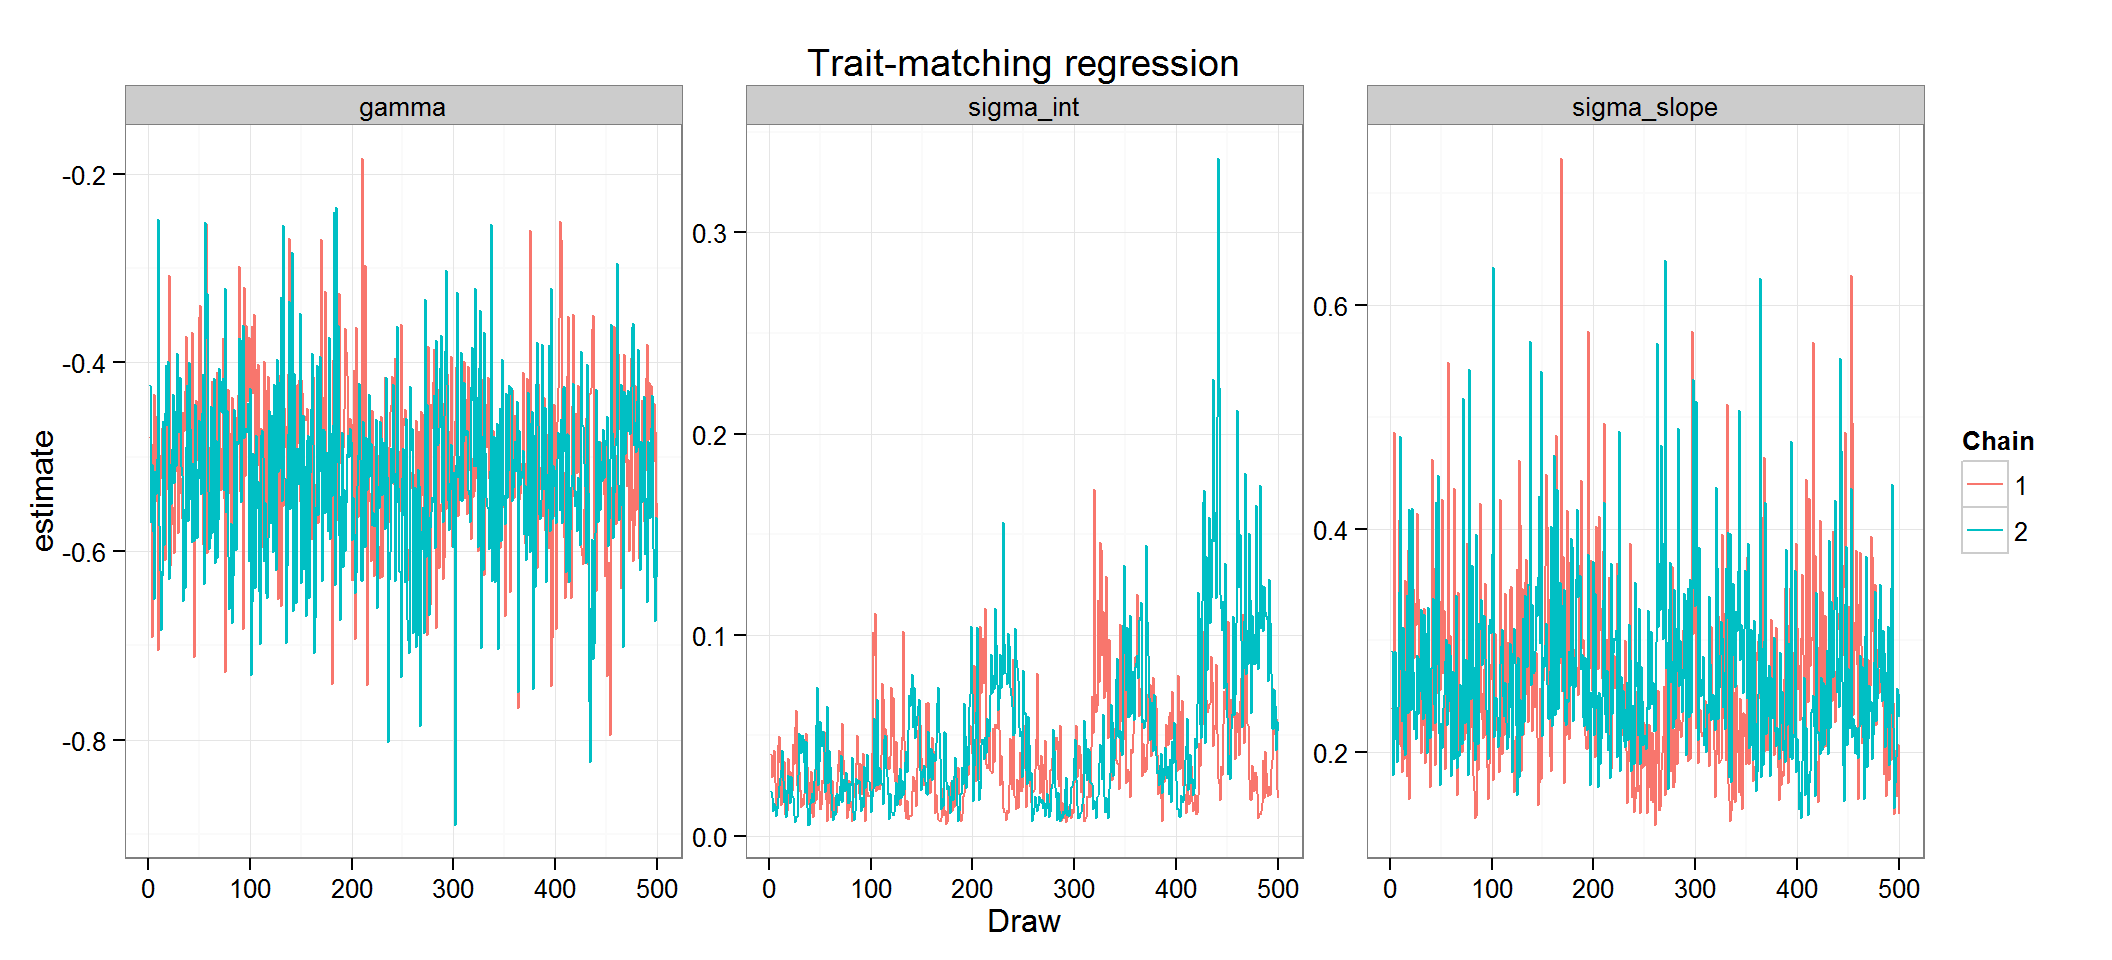 Trait-matching regression
gamma
sigma_int
sigma_slope
estimate
-0.2
-0.4
-0.6
-0.8
0.3
0.2
0.1
0.0
0.6
0.4
0.2
0 100 200 300 400 500
0 100 200 300 400 500
0 100 200 300 400 500
Draw
Chain
1
2